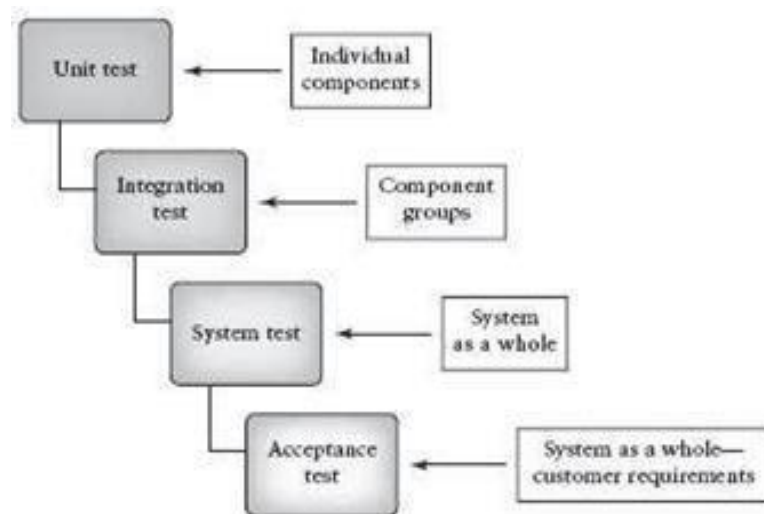 Unit test
Individual
components
Integration
test
Component
groups
System test
System
as a whole
Acceptance
test
System as a whole—
customer requirements